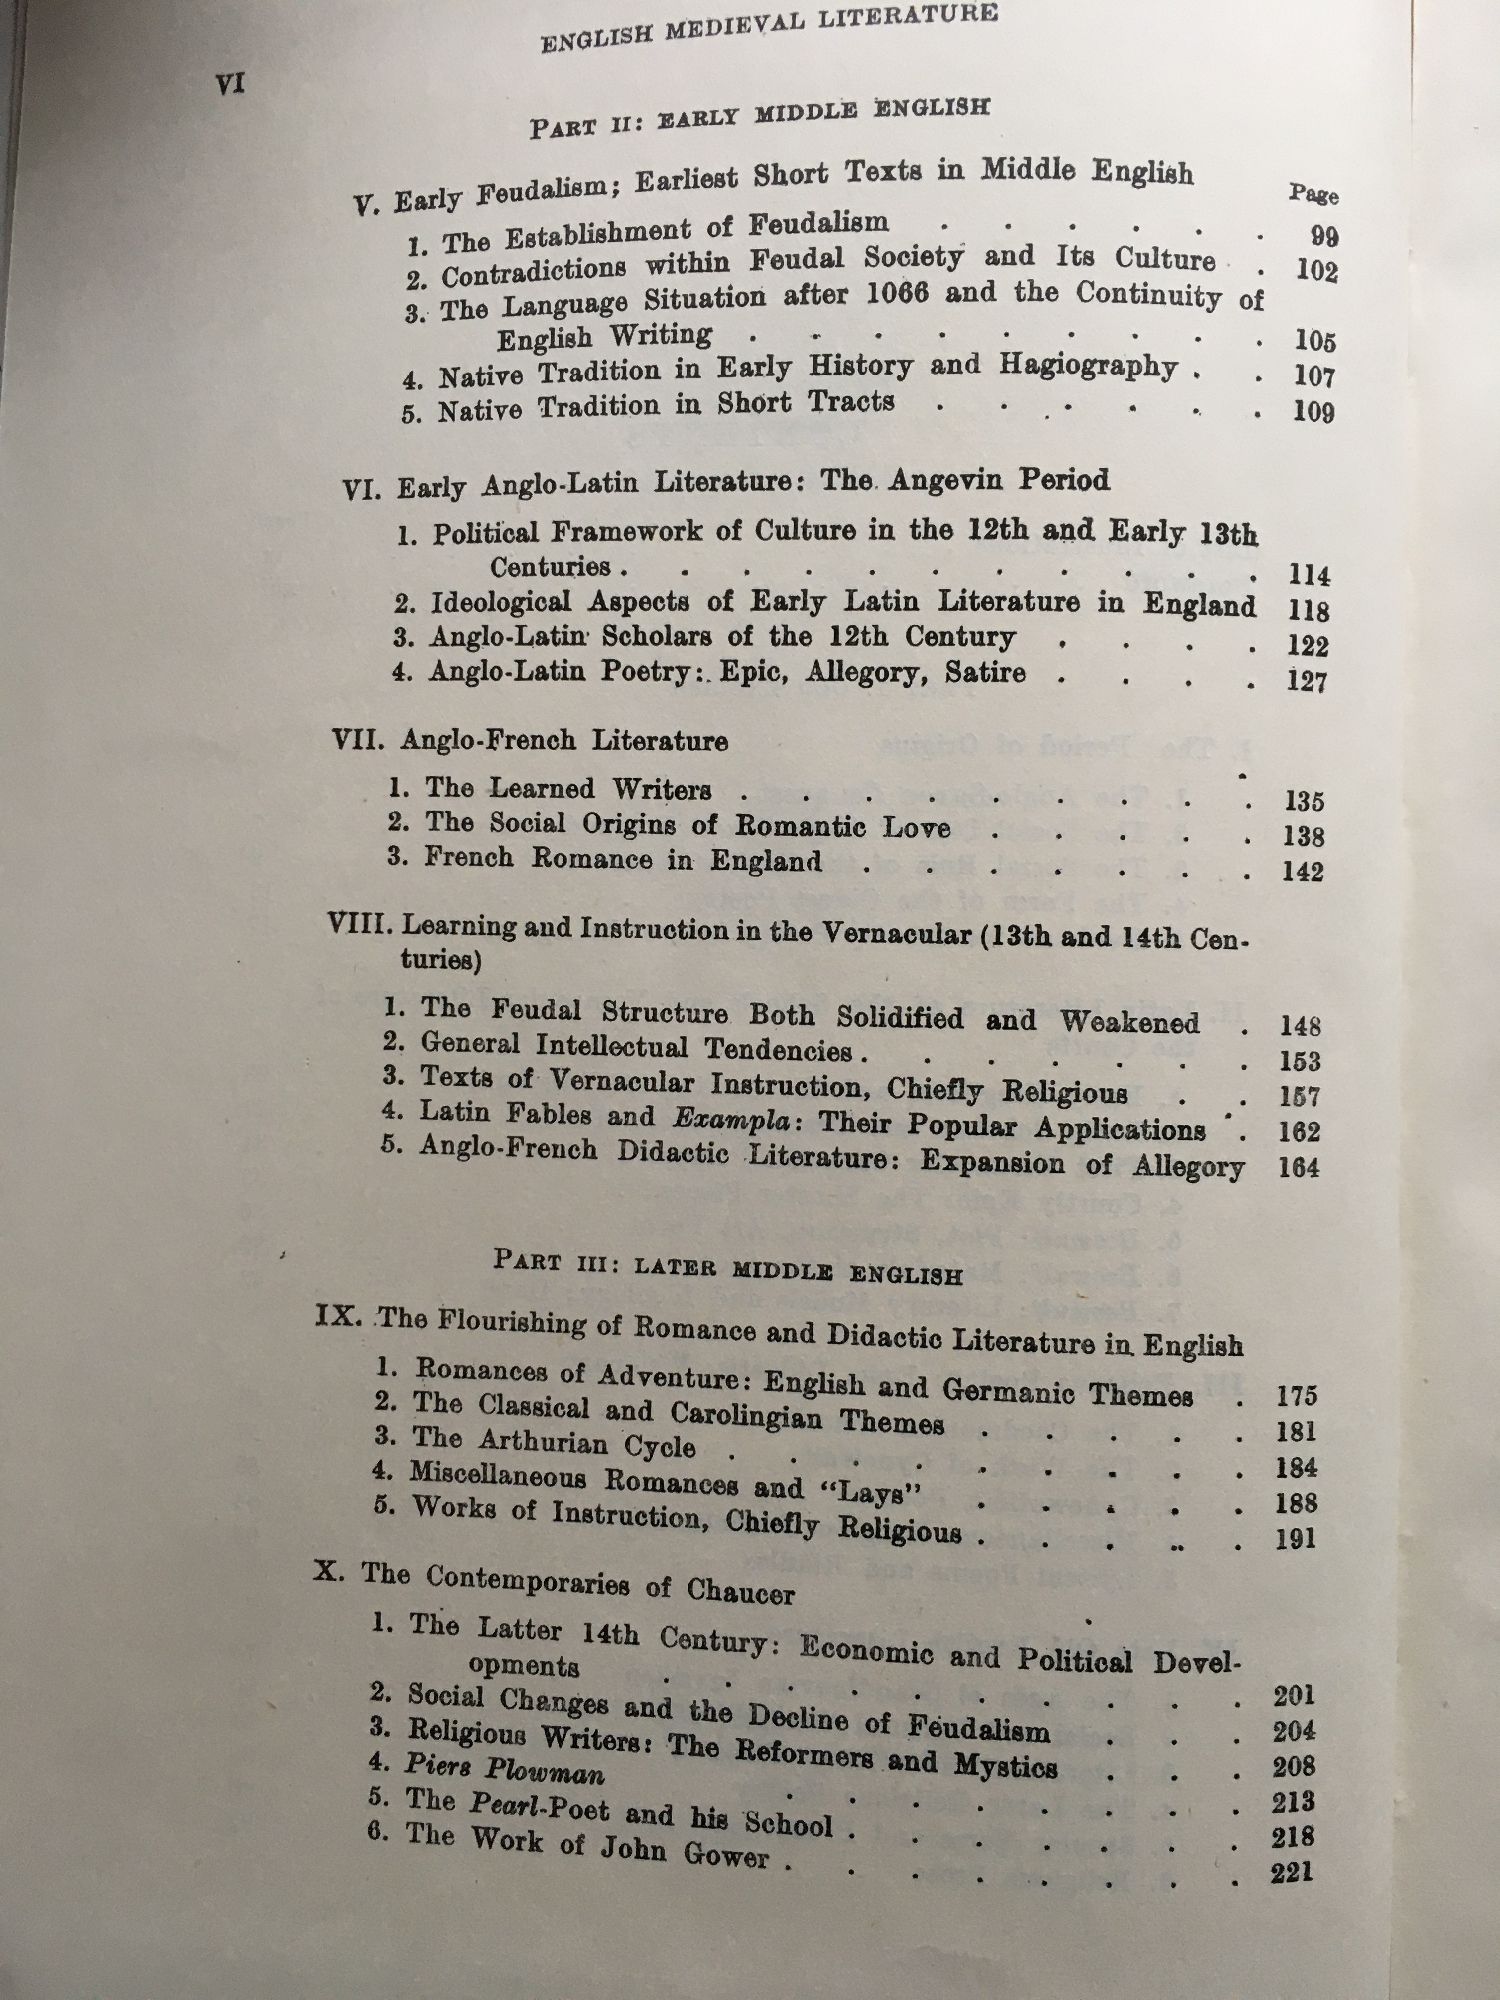 ENGLISH MEDIEVAL LITERATURE
VI
PART II: EARLY MIDDLE ENGLISH
V. Early Feudalism; Earliest Short Texts in Middle English
Page
1. The Establishment of Feudalism . . . . . . 99
2. Contradictions within Feudal Society and Its Culture . 102
3. The Language Situation after 1066 and the Continuity of
English Writing . . . . . . . . . 105
4. Native Tradition in Early History and Hagiography . . 107
5. Native Tradition in Short Tracts . . . . . . 109
VI. Early Anglo-Latin Literature: The Angevin Period
1. Political Framework of Culture in the 12th and Early 13th
Centuries . . . . . . . . . . . 114
2. Ideological Aspects of Early Latin Literature in England 118
3. Anglo-Latin Scholars of the 12th Century . . . . 122
4. Anglo-Latin Poetry: Epic, Allegory, Satire . . . . 127
VII. Anglo-French Literature
1. The Learned Writers . . . . . . . . . 135
2. The Social Origins of Romantic Love . . . . . 138
3. French Romance in England . . . . . . . 142
VIII. Learning and Instruction in the Vernacular (13th and 14th Cen-
turies)
1. The Feudal Structure Both Solidified and Weakened . 148
2. General Intellectual Tendencies . . . . . . . 153
3. Texts of Vernacular Instruction, Chiefly Religious . . 157
4. Latin Fables and Exampla: Their Popular Applications . 162
5. Anglo-French Didactic Literature: Expansion of Allegory 164
PART III: LATER MIDDLE ENGLISH
IX. The Flourishing of Romance and Didactic Literature in English
1. Romances of Adventure: English and Germanic Themes . 175
2. The Classical and Carolingian Themes . . . . . 181
3. The Arthurian Cycle . . . . . . . . . 184
4. Miscellaneous Romances and “Lays” . . . . . 188
5. Works of Instruction, Chiefly Religious . . . . . 191
X. The Contemporaries of Chaucer
1. The Latter 14th Century: Economic and Political Devel-
opments . . . . . . . . . . 201
2. Social Changes and the Decline of Feudalism . . . 204
3. Religious Writers: The Reformers and Mystics . . . 208
4. Piers Plowman . . . . . . . . 213
5. The Pearl-Poet and his School . . . . . . . 218
6. The Work of John Gower . . . . . . . . 221